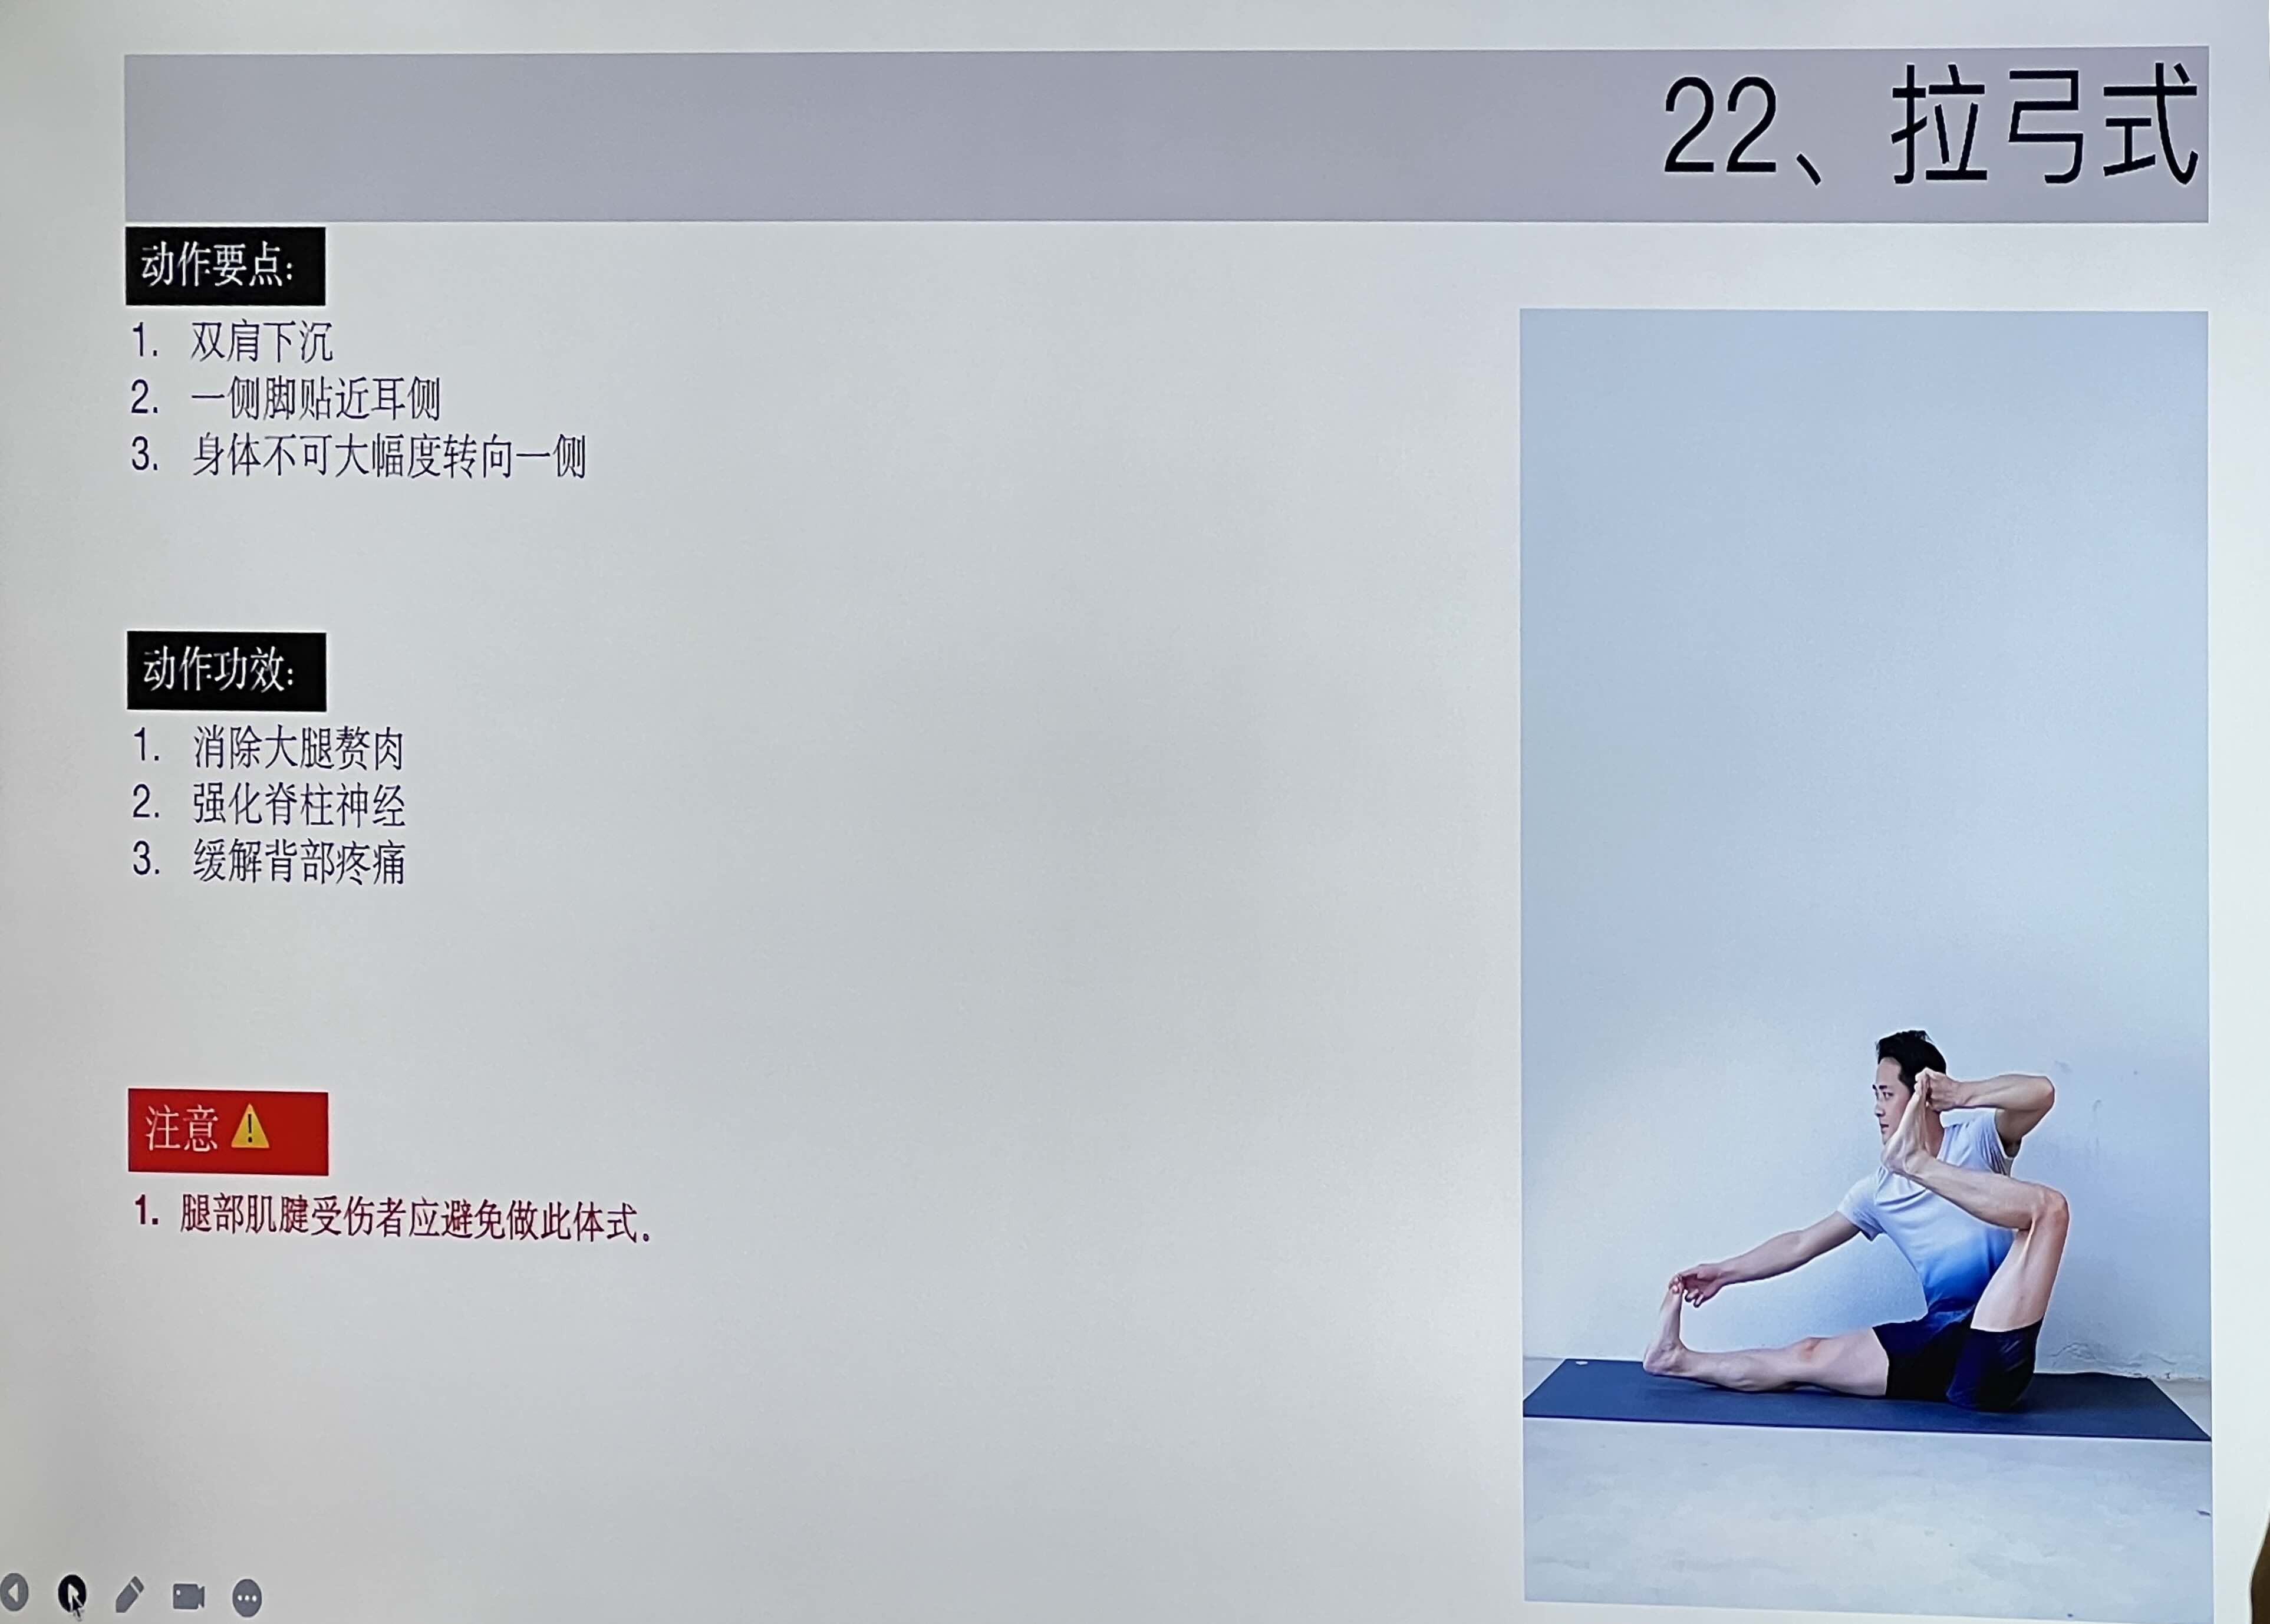 22、拉弓式
动作要点:
1. 双肩下沉
2. 一侧脚贴近耳侧
3. 身体不可大幅度转向一侧
动作功效:
1. 消除大腿赘肉
2. 强化脊柱神经
3. 缓解背部疼痛
注意⚠️
1. 腿部肌腱受伤者应避免做此体式。